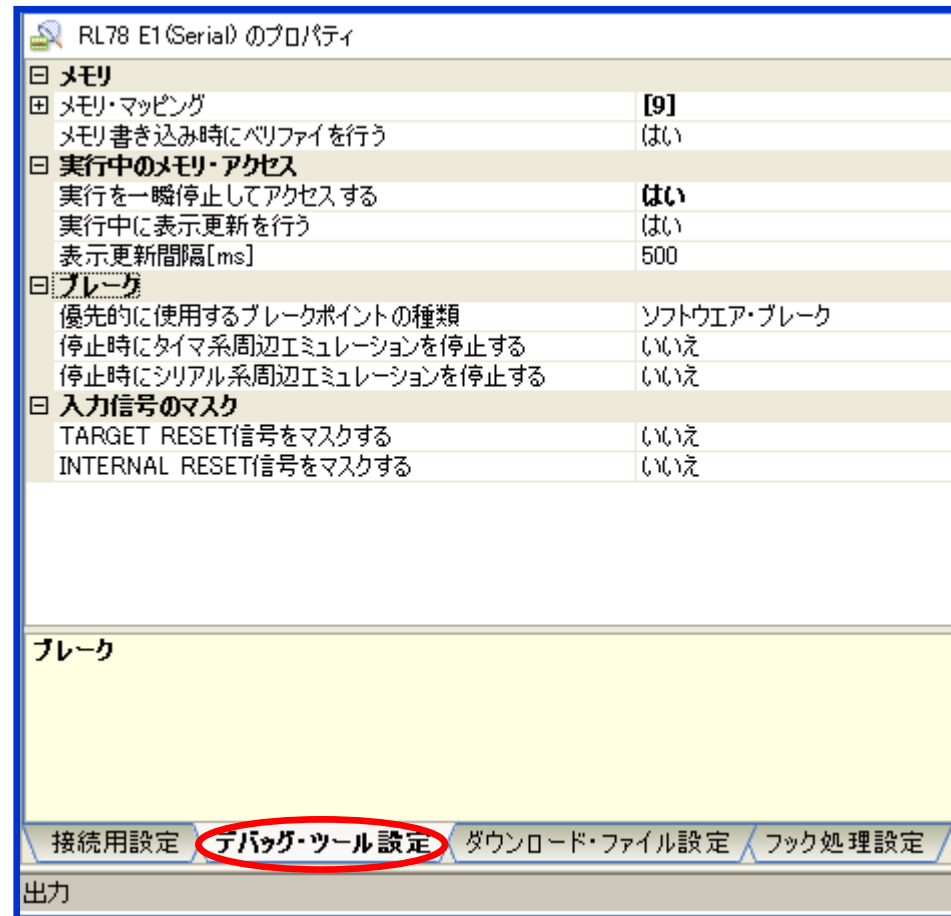 RL78 E1(Serial) のプロパティ
メモリ
メモリ・マッピング [9]
メモリ書き込み時にベリファイを行う はい
実行中のメモリ・アクセス
実行を一瞬停止してアクセスする はい
実行中に表示更新を行う はい
表示更新間隔[ms] 500
ブレーク
優先的に使用するブレークポイントの種類 ソフトウエア・ブレーク
停止時にタイマ系周辺エミュレーションを停止する いいえ
停止時にシリアル系周辺エミュレーションを停止する いいえ
入力信号のマスク
TARGET RESET信号をマスクする いいえ
INTERNAL RESET信号をマスクする いいえ
ブレーク
接続用設定 デバッグ・ツール設定 ダウンロード・ファイル設定 フック処理設定
出力